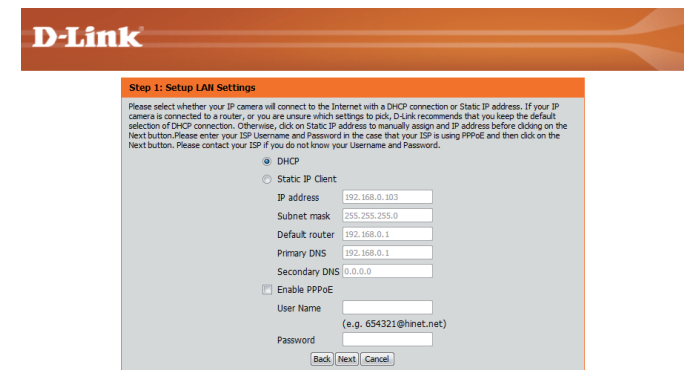 D-Link
Step 1: Setup LAN Settings
Please select whether your IP camera will connect to the Internet with a DHCP connection or Static IP address. If your IP
camera is connected to a router, or you are unsure which settings to pick, D-Link recommends that you keep the default
selection of DHCP connection. Otherwise, click on Static IP address to manually assign and IP address before clicking on the
Next button.Please enter your ISP Username and Password in the case that your ISP is using PPPoE and then click on the
Next button. Please contact your ISP if you do not know your Username and Password.
DHCP
Static IP Client
IP address 192.168.0.103
Subnet mask 255.255.255.0
Default router 192.168.0.1
Primary DNS 192.168.0.1
Secondary DNS 0.0.0.0
Enable PPPoE
User Name
(e.g. 654321@hinet.net)
Password
Back Next Cancel